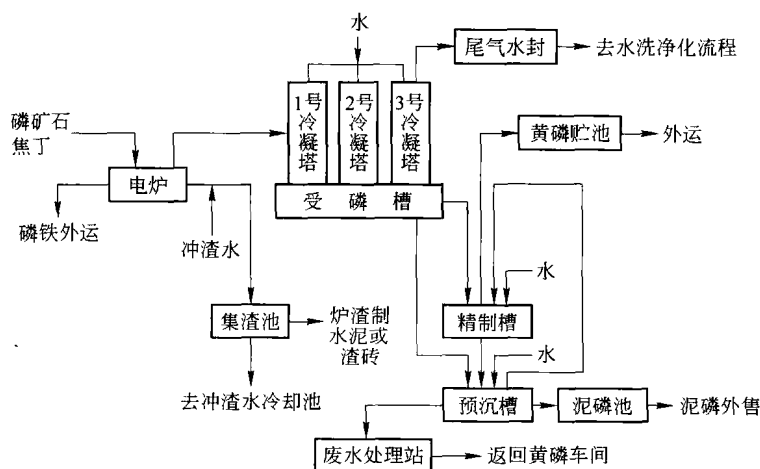 水
尾气水封
去水洗净化流程
1号冷凝塔
2号冷凝塔
3号冷凝塔
磷矿石
焦丁
黄磷贮池
外运
电炉
受磷槽
磷铁外运
冲渣水
水
集渣池
炉渣制
水泥或
渣砖
精制槽
水
去冲渣水冷却池
预沉槽
泥磷池
泥磷外售
废水处理站
返回黄磷车间